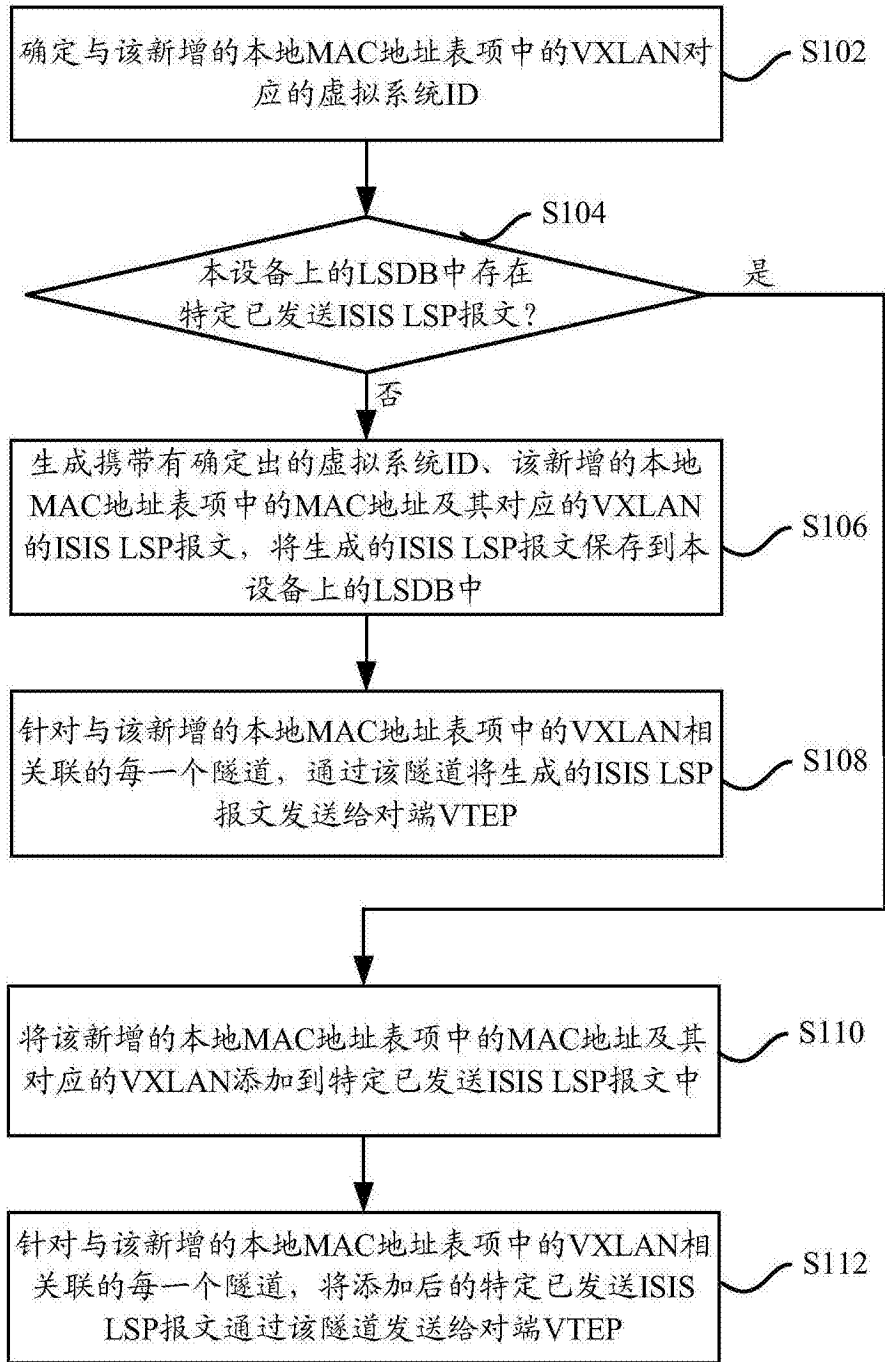 确定与该新增的本地MAC地址表项中的VXLAN对
应的虚拟系统ID
S102
S104
本设备上的LSDB中存在
特定已发送ISIS LSP报文？
是
否
生成携带有确定出的虚拟系统ID、该新增的本地
MAC地址表项中的MAC地址及其对应的VXLAN
的ISIS LSP报文，将生成的ISIS LSP报文保存到本
设备上的LSDB中
S106
针对与该新增的本地MAC地址表项中的VXLAN相
关联的每一个隧道，通过该隧道将生成的ISIS LSP
报文发送给对端VTEP
S108
将该新增的本地MAC地址表项中的MAC地址及其
对应的VXLAN添加到特定已发送ISIS LSP报文中
S110
针对与该新增的本地MAC地址表项中的VXLAN相
关联的每一个隧道，将添加后的特定已发送ISIS
LSP报文通过该隧道发送给对端VTEP
S112